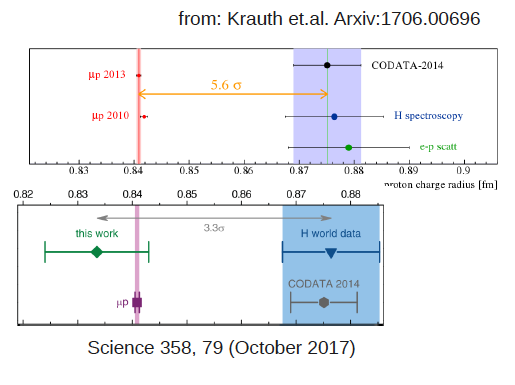 from: Krauth et.al. Arxiv:1706.00696
CODATA-2014
μp 2013
5.6 σ
μp 2010
H spectroscopy
e-p scatt
0.83 0.84 0.85 0.86 0.87 0.88 0.89 0.9
proton charge radius [fm]
0.82 0.83 0.84 0.85 0.86 0.87 0.88
3.3σ
this work
H world data
CODATA 2014
μp
Science 358, 79 (October 2017)